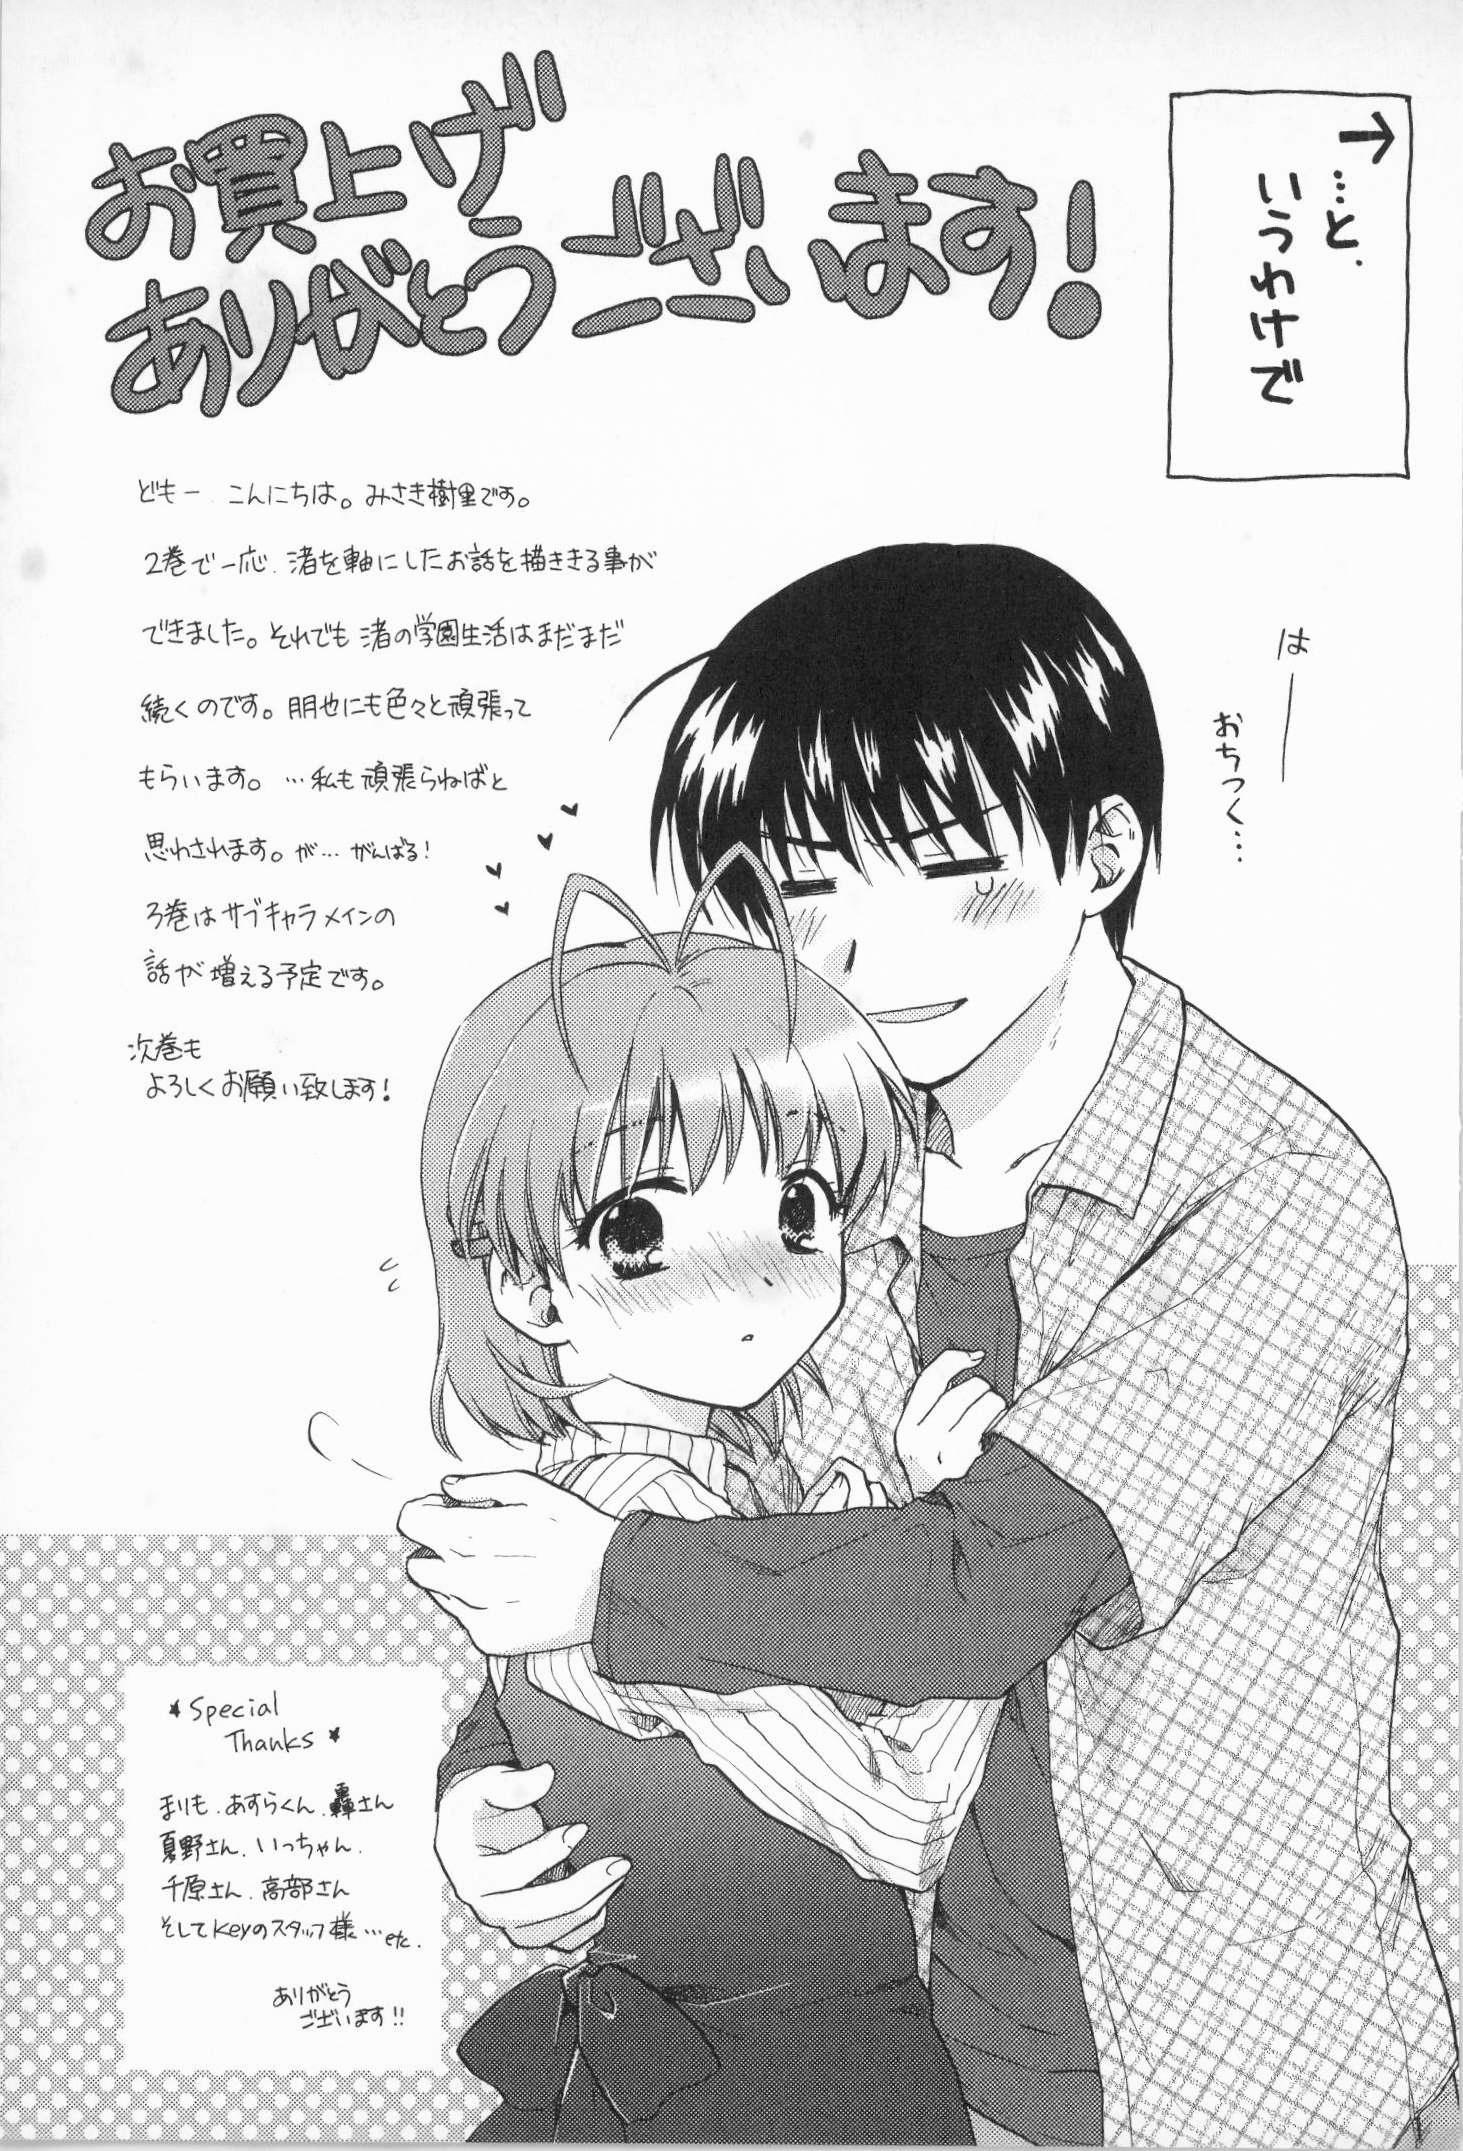 →
…と、
いうわけで
お買上げ
ありがとうございます！
どもー こんにちは。みさき樹里です。
2巻で一応、渚を軸にしたお話を描ききる事が
できました。それでも 渚の学園生活はまだまだ
続くのです。朋也にも色々と頑張って
もらいます。…私も頑張らねばと
思わされます。が…がんばる!
3巻はサブキャラメインの
話が増える予定です。
次巻も
よろしくお願い致します!
はー
おちつく…
*Special
Thanks*
まりも、あすらくん、轟さん
夏野さん、いっちゃん、
千原さん、高部さん
そしてkeyのスタッフ様…etc.
ありがとう
ございます!!